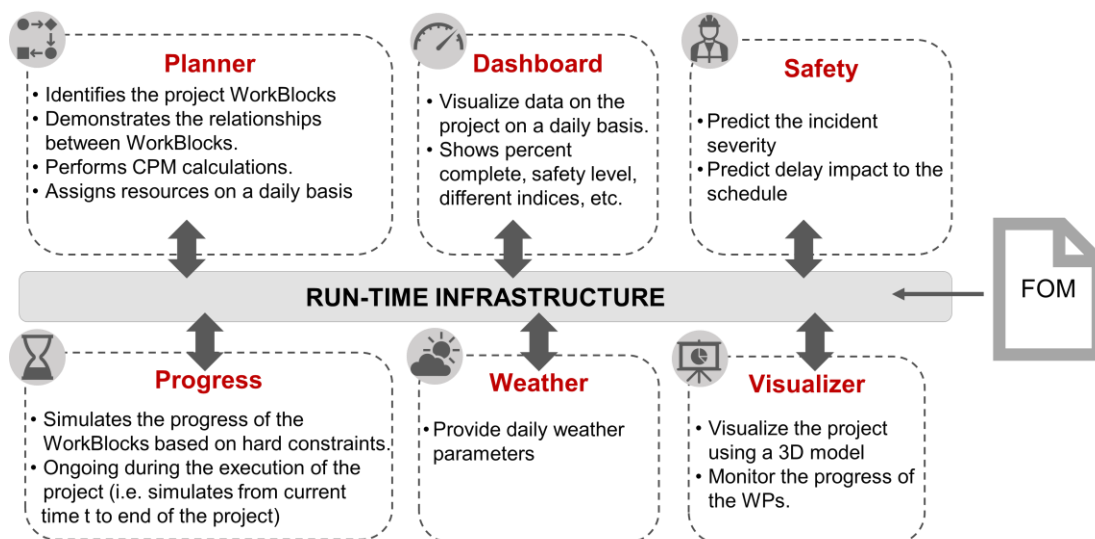 Planner
• Identifies the project WorkBlocks
• Demonstrates the relationships
between WorkBlocks.
• Performs CPM calculations.
• Assigns resources on a daily basis
Dashboard
• Visualize data on the
project on a daily basis.
• Shows percent
complete, safety level,
different indices, etc.
Safety
• Predict the incident
severity
• Predict delay impact to the
schedule
RUN-TIME INFRASTRUCTURE
FOM
Progress
• Simulates the progress of the
WorkBlocks based on hard constraints.
• Ongoing during the execution of the
project (i.e. simulates from current
time t to end of the project)
Weather
• Provide daily weather
parameters
Visualizer
• Visualize the project
using a 3D model
• Monitor the progress of
the WPs.